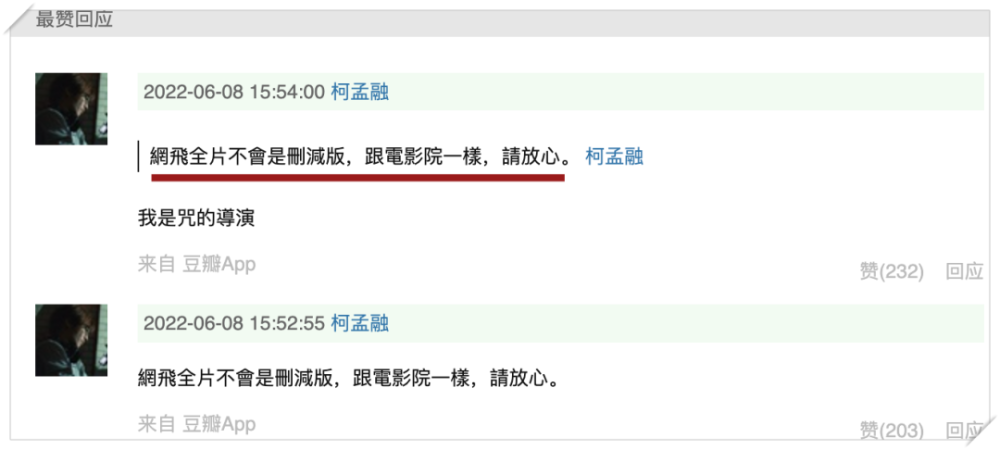 最赞回应
2022-06-08 15:54:00 柯孟融
網飛全片不會是刪減版，跟電影院一樣，請放心。 柯孟融
我是咒的導演
来自 豆瓣App
赞(232) 回应
2022-06-08 15:52:55 柯孟融
網飛全片不會是刪減版，跟電影院一樣，請放心。
来自 豆瓣App
赞(203) 回应